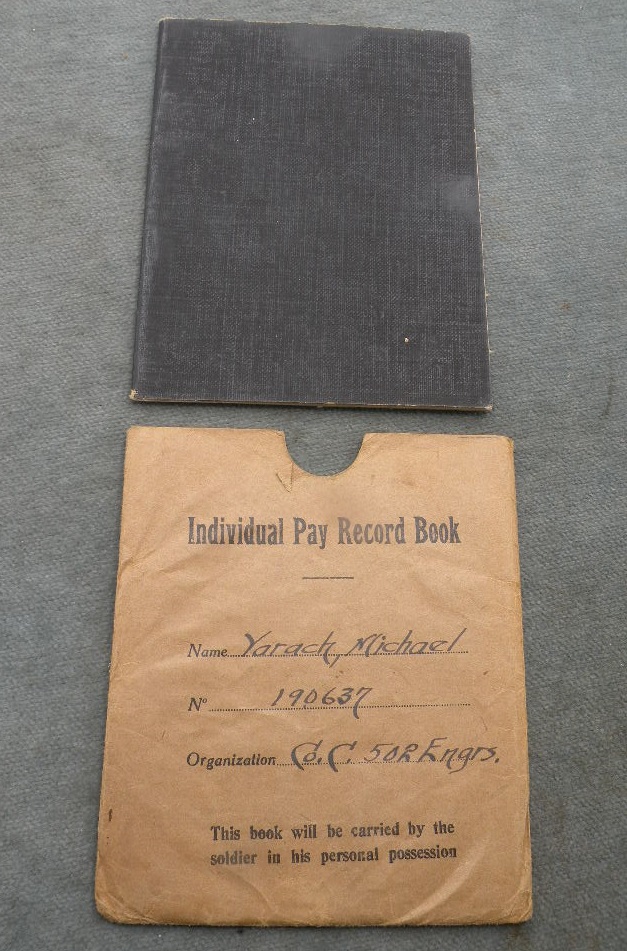 Individual Pay Record Book
Name Yarach, Michael
No 190637
Organization Co. C. 502 Engrs.
This book will be carried by the
soldier in his personal possession